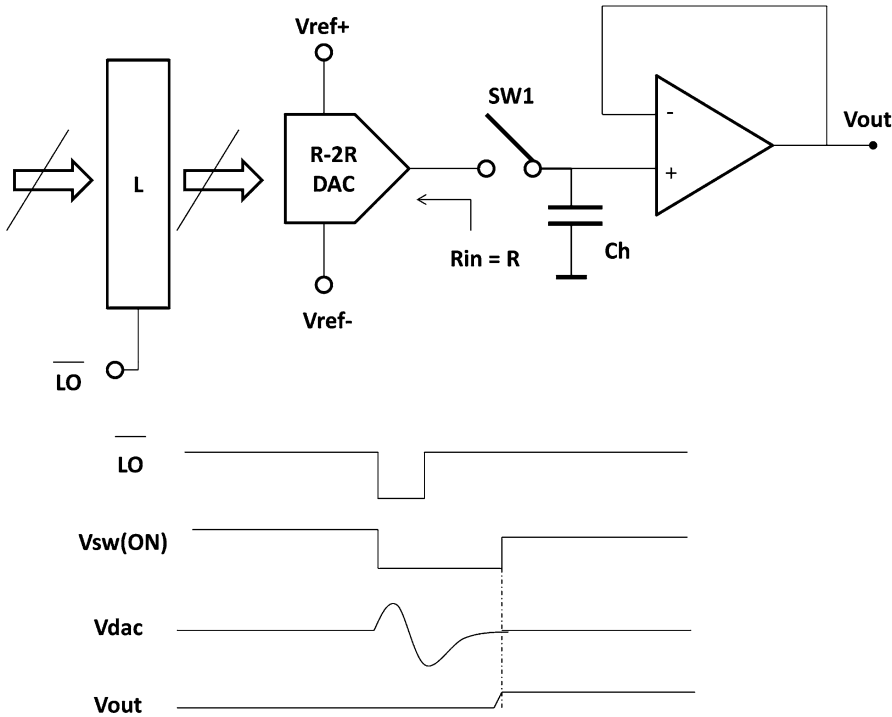 Vref+
SW1
Vout
L
R-2R
DAC
-
+
Rin = R
Ch
Vref-
LO
LO
Vsw(ON)
Vdac
Vout